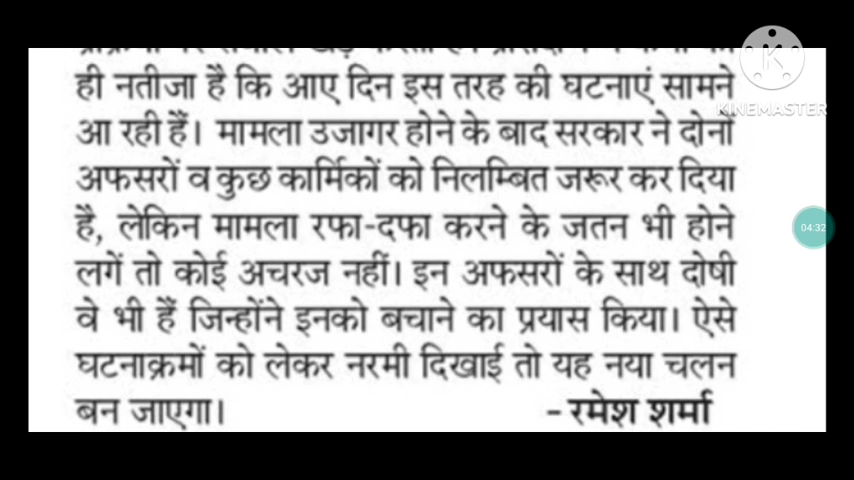 ही नतीजा है कि आए दिन इस तरह की घटनाएं सामने
आ रही हैं। मामला उजागर होने के बाद सरकार ने दोनों
अफसरों व कुछ कार्मिकों को निलम्बित जरूर कर दिया
है, लेकिन मामला रफा-दफा करने के जतन भी होने
लगें तो कोई अचरज नहीं। इन अफसरों के साथ दोषी
वे भी हैं जिन्होंने इनको बचाने का प्रयास किया। ऐसे
घटनाक्रमों को लेकर नरमी दिखाई तो यह नया चलन
बन जाएगा।
- रमेश शर्मा
K
KINEMASTER
04:32